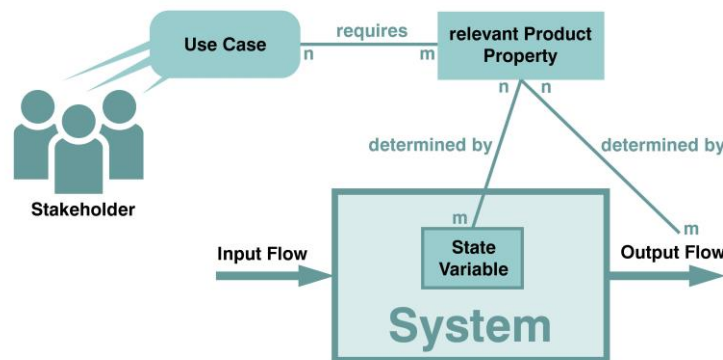 Use Case
n
requires
m
relevant Product
Property
n
n
determined by
determined by
Stakeholder
m
m
Input Flow
State
Variable
Output Flow
System